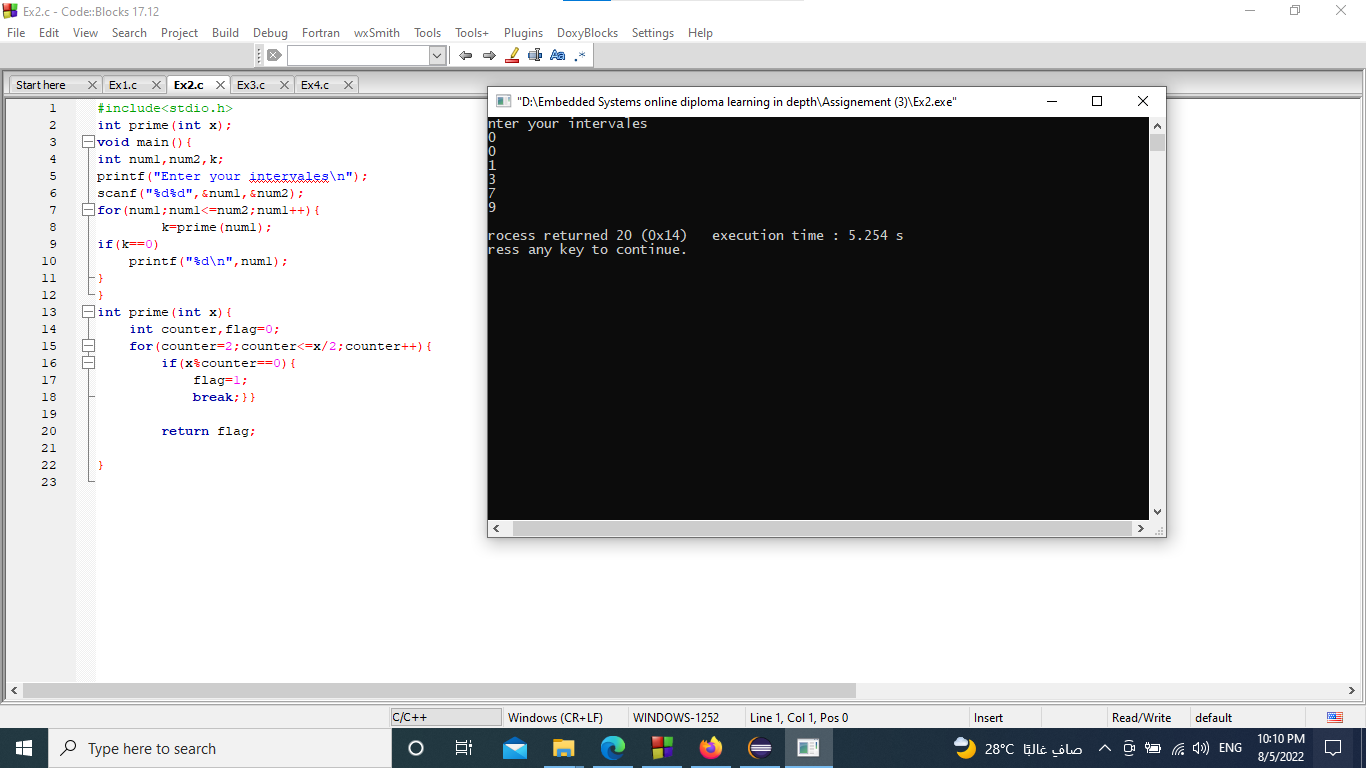 Ex2.c - Code::Blocks 17.12
File Edit View Search Project Build Debug Fortran wxSmith Tools Tools+ Plugins DoxyBlocks Settings Help
Start here Ex1.c Ex2.c Ex3.c Ex4.c
1 #include<stdio.h>
2 int prime(int x);
3 void main(){
4 int num1,num2,k;
5 printf("Enter your intervales\n");
6 scanf("%d%d",&num1,&num2);
7 for(num1;num1<=num2;num1++){
8 k=prime(num1);
9 if(k==0)
10 printf("%d\n",num1);
11 }
12 }
13 int prime(int x){
14 int counter,flag=0;
15 for(counter=2;counter<=x/2;counter++){
16 if(x%counter==0){
17 flag=1;
18 break;}}
19
20 return flag;
21
22 }
23
"D:\Embedded Systems online diploma learning in depth\Assignement (3)\Ex2.exe"
nter your intervales
0
0
1
3
7
9
rocess returned 20 (0x14) execution time : 5.254 s
ress any key to continue.
C/C++ Windows (CR+LF) WINDOWS-1252 Line 1, Col 1, Pos 0 Insert Read/Write default
Type here to search
28°C صافٍ غالبًا ENG
10:10 PM
8/5/2022